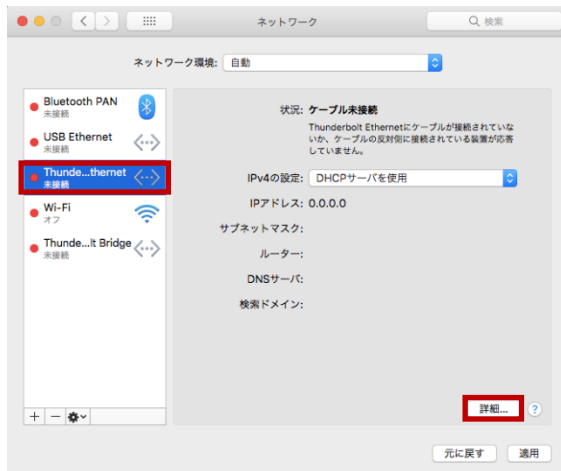 ネットワーク
検索
ネットワーク環境: 自動
Bluetooth PAN
未接続
USB Ethernet
未接続
Thunde...thernet
未接続
Wi-Fi
オフ
Thunde...lt Bridge
未接続
状況: ケーブル未接続
Thunderbolt Ethernetにケーブルが接続されていな
いか、ケーブルの反対側に接続されている装置が応答
していません。
IPv4の設定: DHCPサーバを使用
IPアドレス: 0.0.0.0
サブネットマスク:
ルーター:
DNSサーバ:
検索ドメイン:
詳細... ?
元に戻す 適用